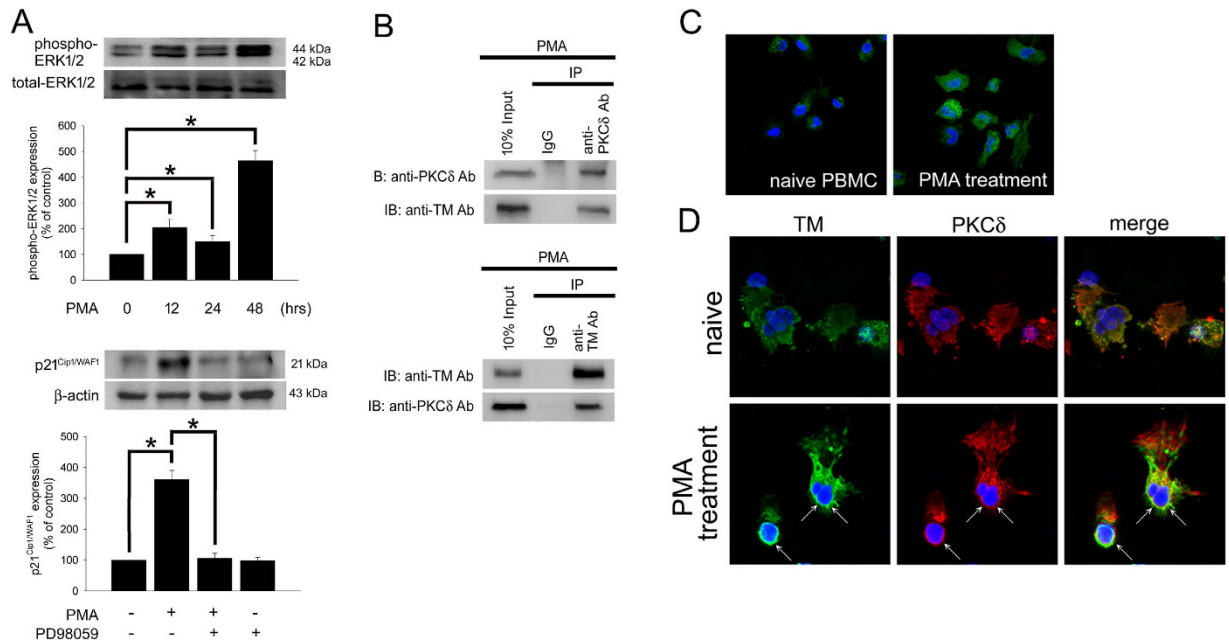 A
phospho-
ERK1/2
44 kDa
42 kDa
total-ERK1/2
phospho-ERK1/2 expression
(% of control)
600
500
400
300
200
100
0
*
*
*
PMA 0 12 24 48 (hrs)
p21Cip1/WAF1
21 kDa
β-actin
43 kDa
p21Cip1/WAF1 expression
(% of control)
500
400
300
200
100
0
*
*
PMA - + + -
PD98059 - - + +
B
PMA
IP
10% Input
IgG
anti-
PKCδ Ab
B: anti-PKCδ Ab
IB: anti-TM Ab
PMA
IP
10% Input
IgG
anti-
TM Ab
IB: anti-TM Ab
IB: anti-PKCδ Ab
C
naive PBMC
PMA treatment
D
TM PKCδ merge
naive
PMA
treatment